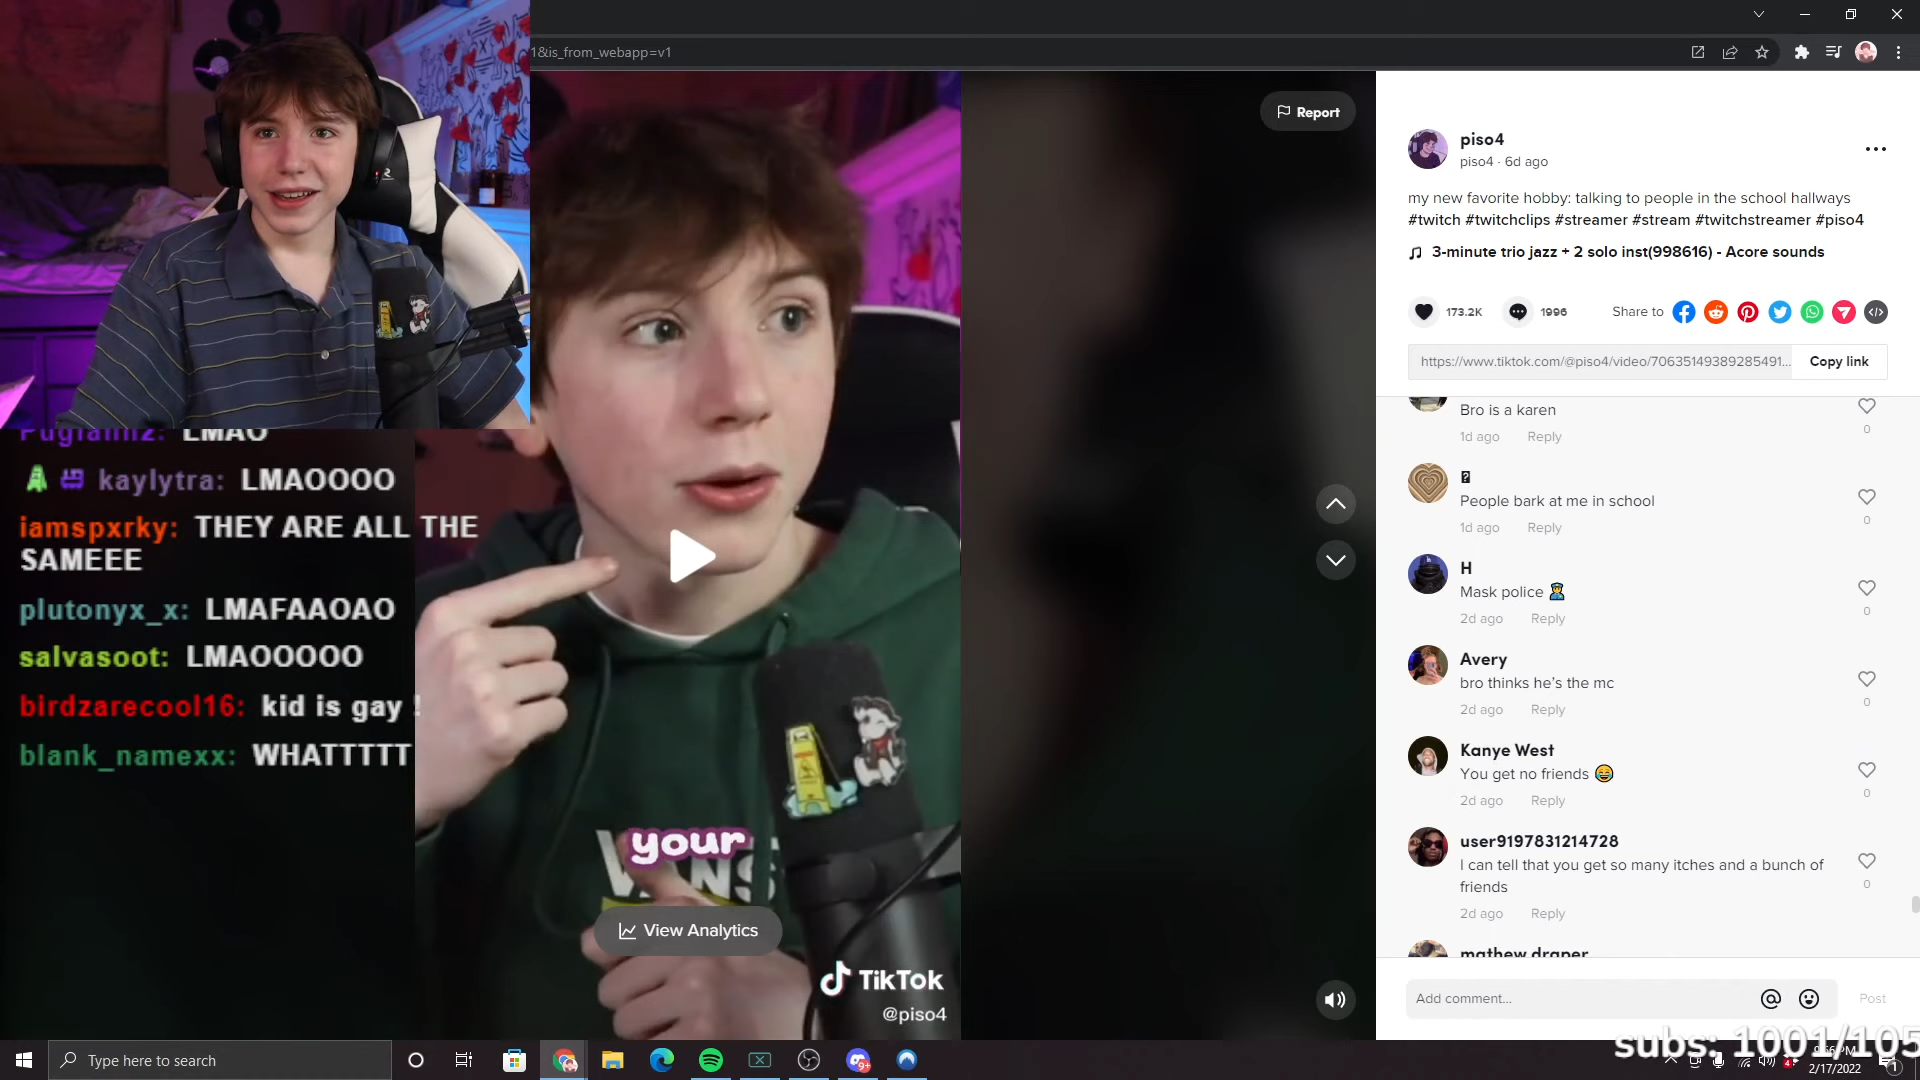 1&is_from_webapp=v1
Report
piso4
piso4 · 6d ago
my new favorite hobby: talking to people in the school hallways
#twitch #twitchclips #streamer #stream #twitchstreamer #piso4
3-minute trio jazz + 2 solo inst(998616) - Acore sounds
173.2K
1996
Share to
https://www.tiktok.com/@piso4/video/70635149389285491...
Copy link
Bro is a karen
1d ago Reply
0
People bark at me in school
1d ago Reply
0
H
Mask police 👮
2d ago Reply
0
Avery
bro thinks he's the mc
2d ago Reply
0
Kanye West
You get no friends 😂
2d ago Reply
0
user9197831214728
I can tell that you get so many itches and a bunch of
friends
2d ago Reply
0
mathew draper
Add comment...
Post
LMAO
kaylytra: LMAOOOO
iamspxrky: THEY ARE ALL THE
SAMEEE
plutonyx_x: LMAFAAOAO
salvasoot: LMAOOOOO
birdzarecool16: kid is gay !
blank_namexx: WHATTTTT
your
VANS
View Analytics
TikTok
@piso4
subs: 1001/105
Type here to search
9+
2/17/2022
1